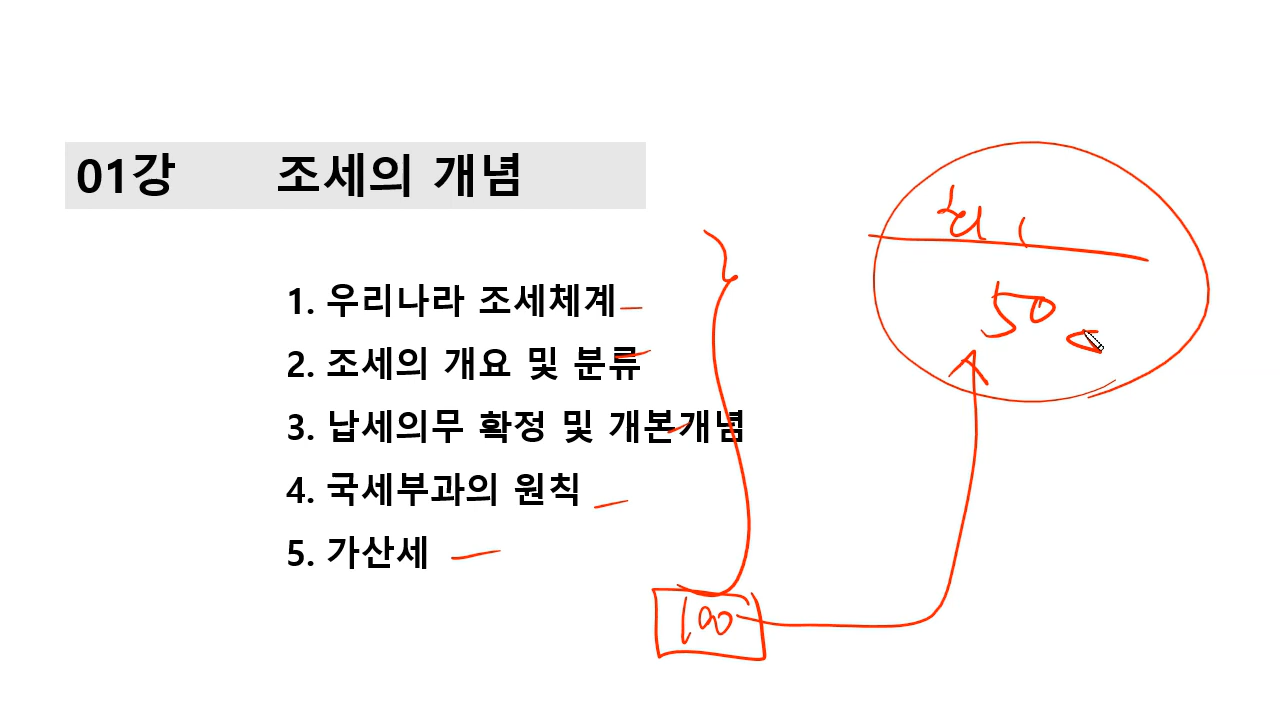 01강 조세의 개념
1. 우리나라 조세체계
2. 조세의 개요 및 분류
3. 납세의무 확정 및 개본개념
4. 국세부과의 원칙
5. 가산세
50
100